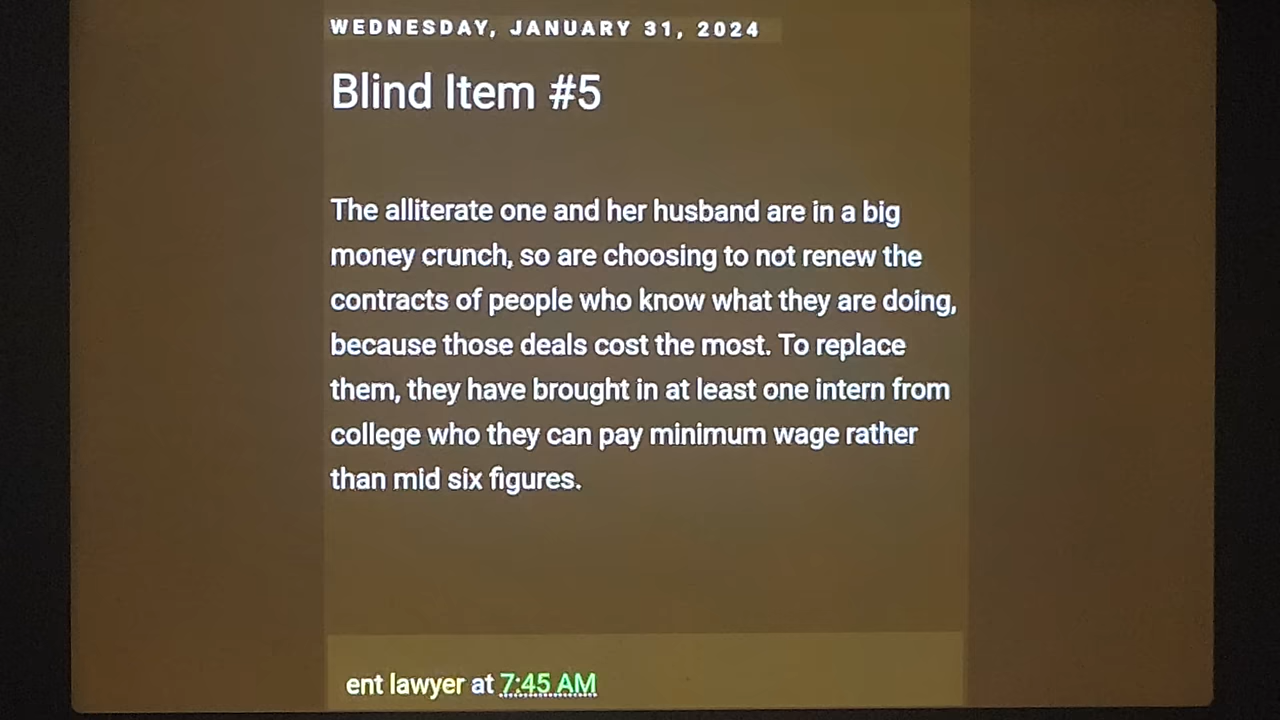 WEDNESDAY, JANUARY 31, 2024
Blind Item #5
The alliterate one and her husband are in a big
money crunch, so are choosing to not renew the
contracts of people who know what they are doing,
because those deals cost the most. To replace
them, they have brought in at least one intern from
college who they can pay minimum wage rather
than mid six figures.
ent lawyer at 7:45 AM